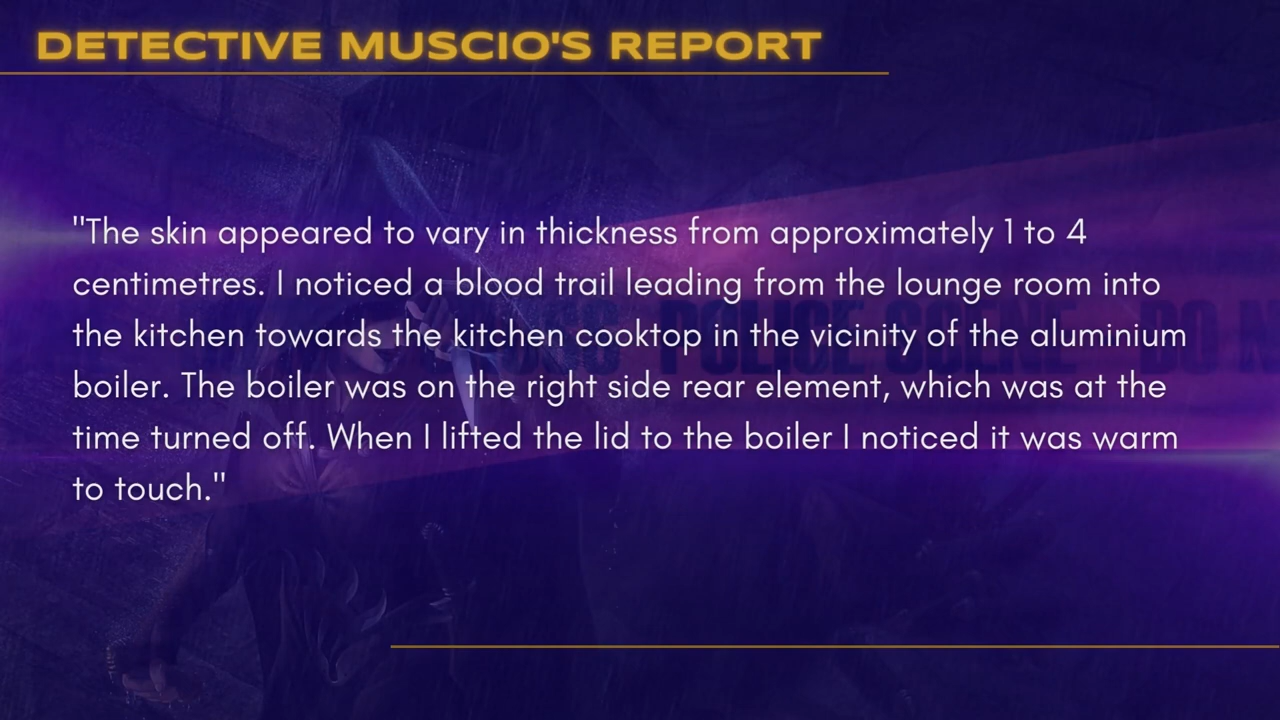 DETECTIVE MUSCIO'S REPORT
"The skin appeared to vary in thickness from approximately 1 to 4
centimetres. I noticed a blood trail leading from the lounge room into
the kitchen towards the kitchen cooktop in the vicinity of the aluminium
boiler. The boiler was on the right side rear element, which was at the
time turned off. When I lifted the lid to the boiler I noticed it was warm
to touch."
POLICE SCENE DO N